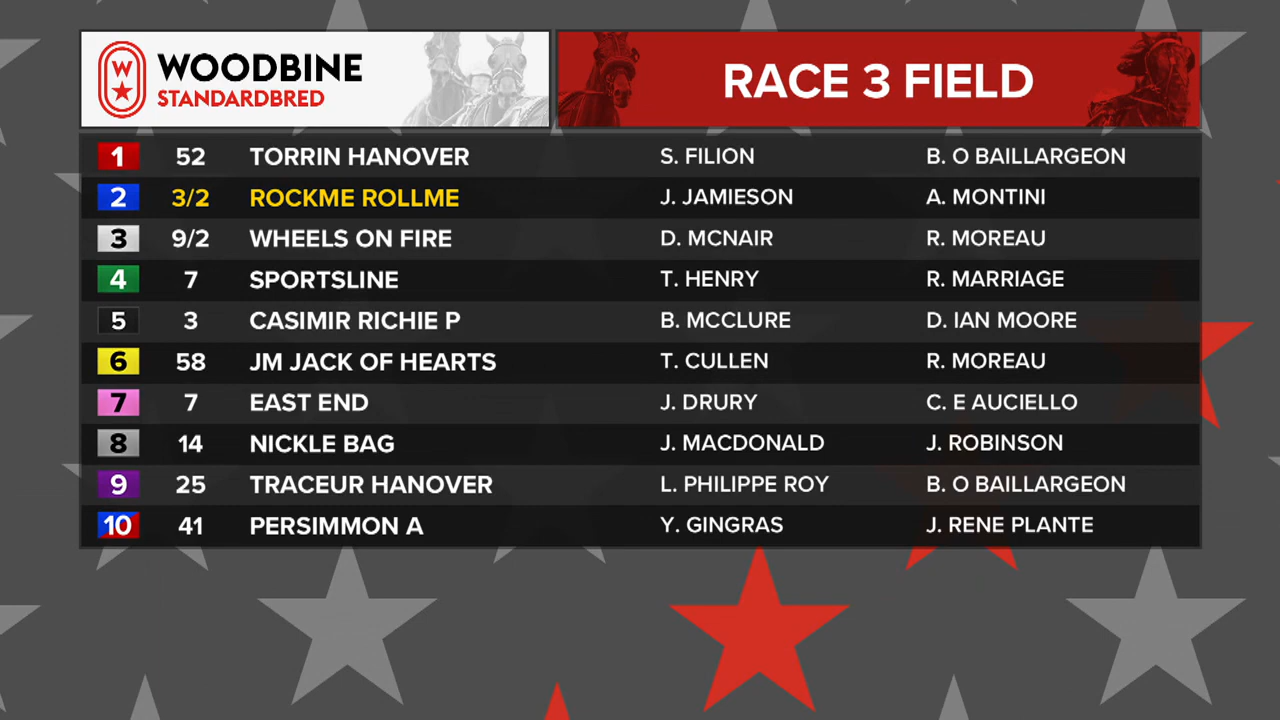 W
WOODBINE
STANDARDBRED
RACE 3 FIELD
1 52 TORRIN HANOVER S. FILION B. O BAILLARGEON
2 3/2 ROCKME ROLLME J. JAMIESON A. MONTINI
3 9/2 WHEELS ON FIRE D. MCNAIR R. MOREAU
4 7 SPORTSLINE T. HENRY R. MARRIAGE
5 3 CASIMIR RICHIE P B. MCCLURE D. IAN MOORE
6 58 JM JACK OF HEARTS T. CULLEN R. MOREAU
7 7 EAST END J. DRURY C. E AUCIELLO
8 14 NICKLE BAG J. MACDONALD J. ROBINSON
9 25 TRACEUR HANOVER L. PHILIPPE ROY B. O BAILLARGEON
10 41 PERSIMMON A Y. GINGRAS J. RENE PLANTE